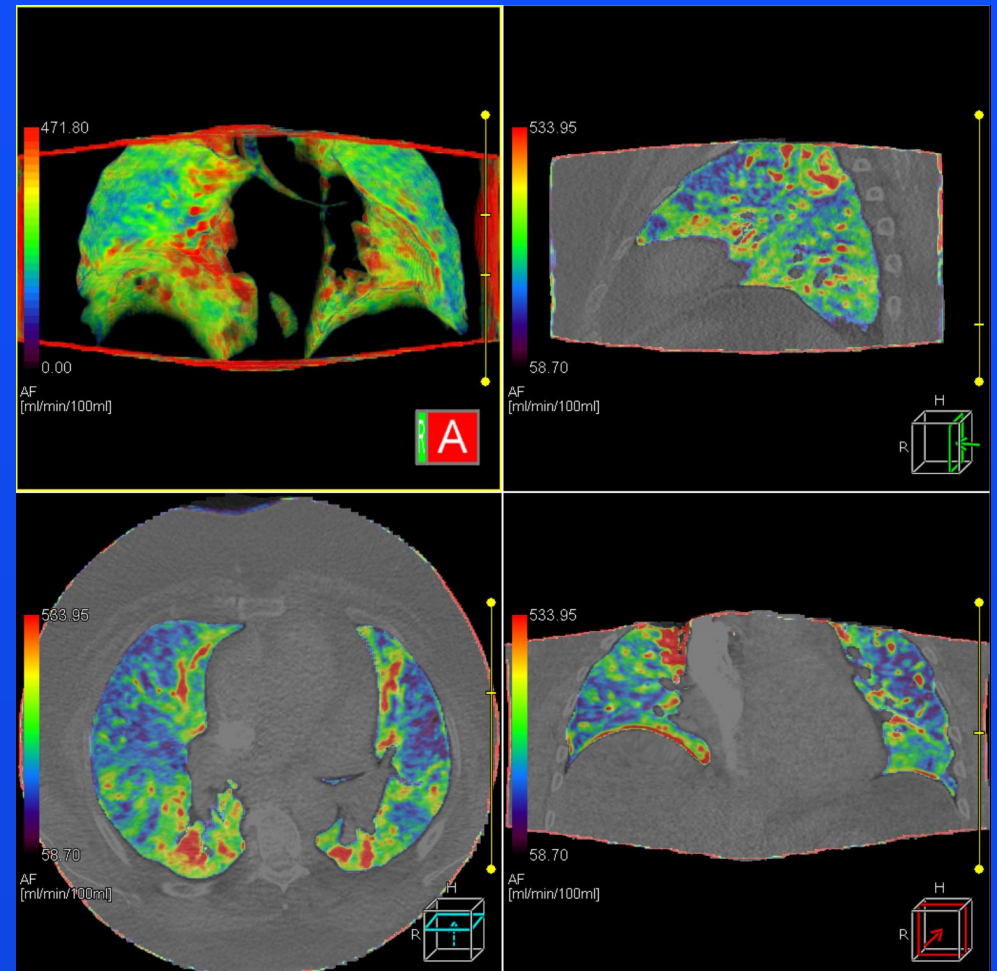 471.80
0.00
AF
[ml/min/100ml]
R A
533.95
58.70
AF
[ml/min/100ml]
H
R
533.95
58.70
AF
[ml/min/100ml]
H
R
533.95
58.70
AF
[ml/min/100ml]
H
R